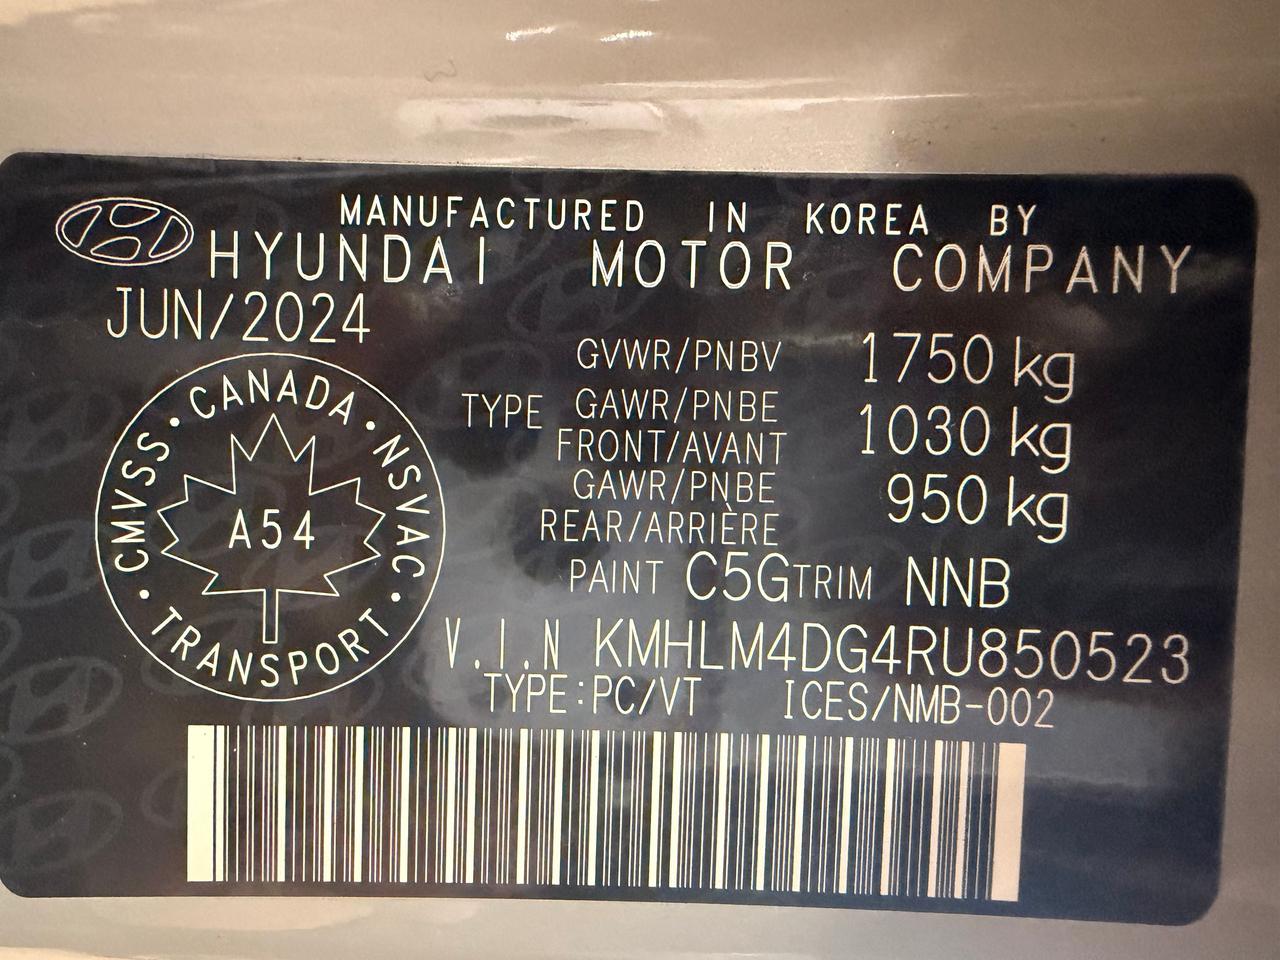 MANUFACTURED IN KOREA BY
HYUNDAI MOTOR COMPANY
JUN/2024
GVWR/PNBV 1750 kg
TYPE GAWR/PNBE FRONT/AVANT 1030 kg
GAWR/PNBE REAR/ARRIÈRE 950 kg
PAINT C5G TRIM NNB
V.I.N KMHLM4DG4RU850523
TYPE:PC/VT ICES/NMB-002
CMVSS · CANADA · NSVAC · TRANSPORT ·
A54